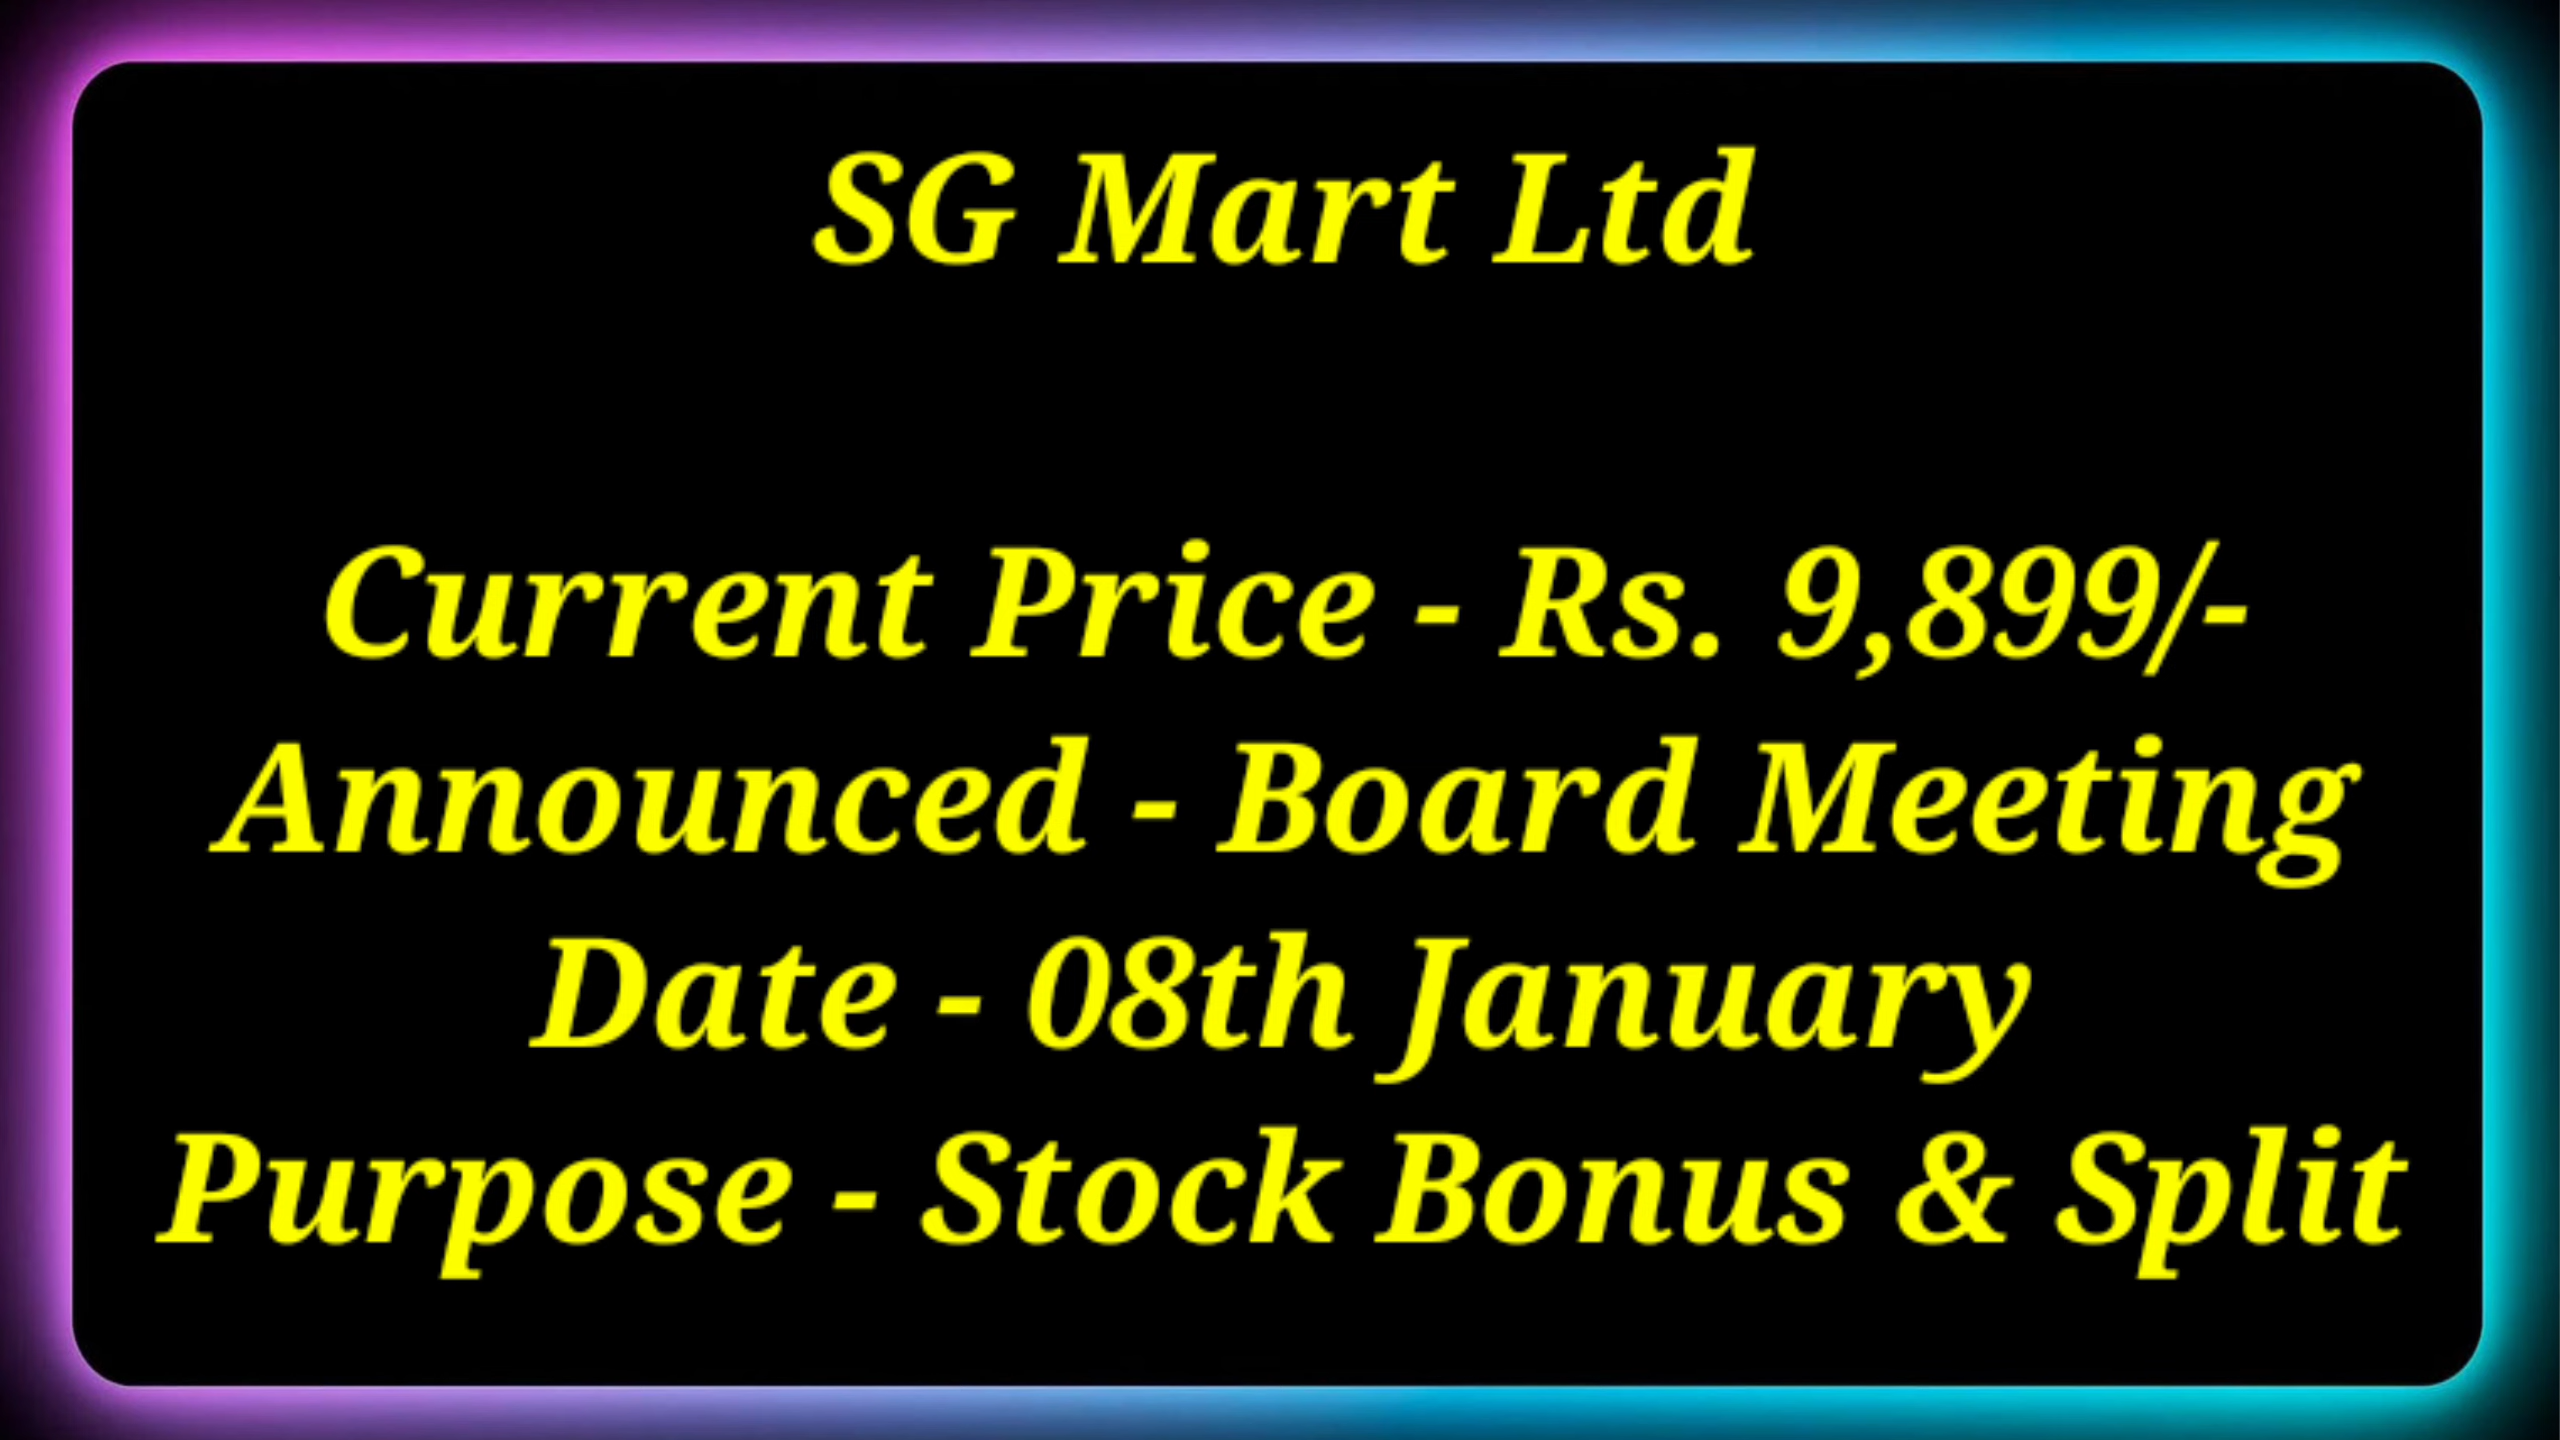 SG Mart Ltd
Current Price - Rs. 9,899/-
Announced - Board Meeting
Date - 08th January
Purpose - Stock Bonus & Split